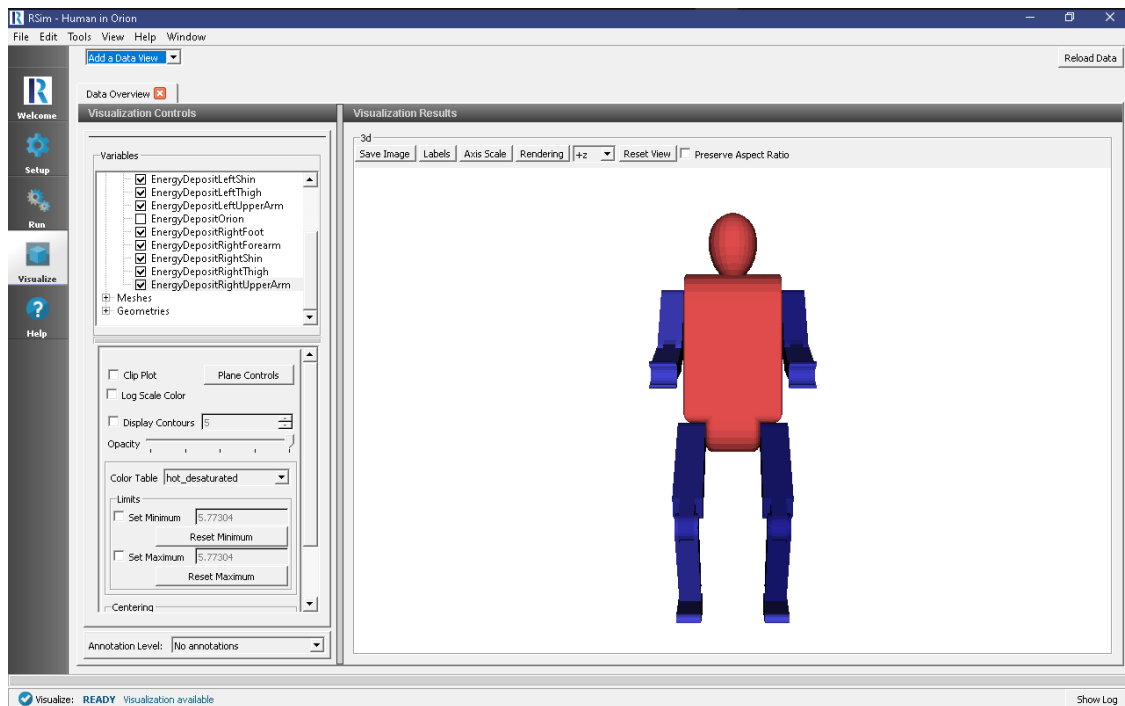 RSim - Human in Orion
File Edit Tools View Help Window
Add a Data View
Reload Data
Data Overview
Welcome
Setup
Run
Visualize
Help
Visualization Controls
Variables
EnergyDepositLeftShin
EnergyDepositLeftThigh
EnergyDepositLeftUpperArm
EnergyDepositOrion
EnergyDepositRightFoot
EnergyDepositRightForearm
EnergyDepositRightShin
EnergyDepositRightThigh
EnergyDepositRightUpperArm
Meshes
Geometries
Clip Plot Plane Controls
Log Scale Color
Display Contours 5
Opacity
Color Table hot_desaturated
Limits
Set Minimum 5.77304
Reset Minimum
Set Maximum 5.77304
Reset Maximum
Centering
Annotation Level: No annotations
Visualization Results
3d
Save Image Labels Axis Scale Rendering +z Reset View Preserve Aspect Ratio
Visualize: READY Visualization available
Show Log